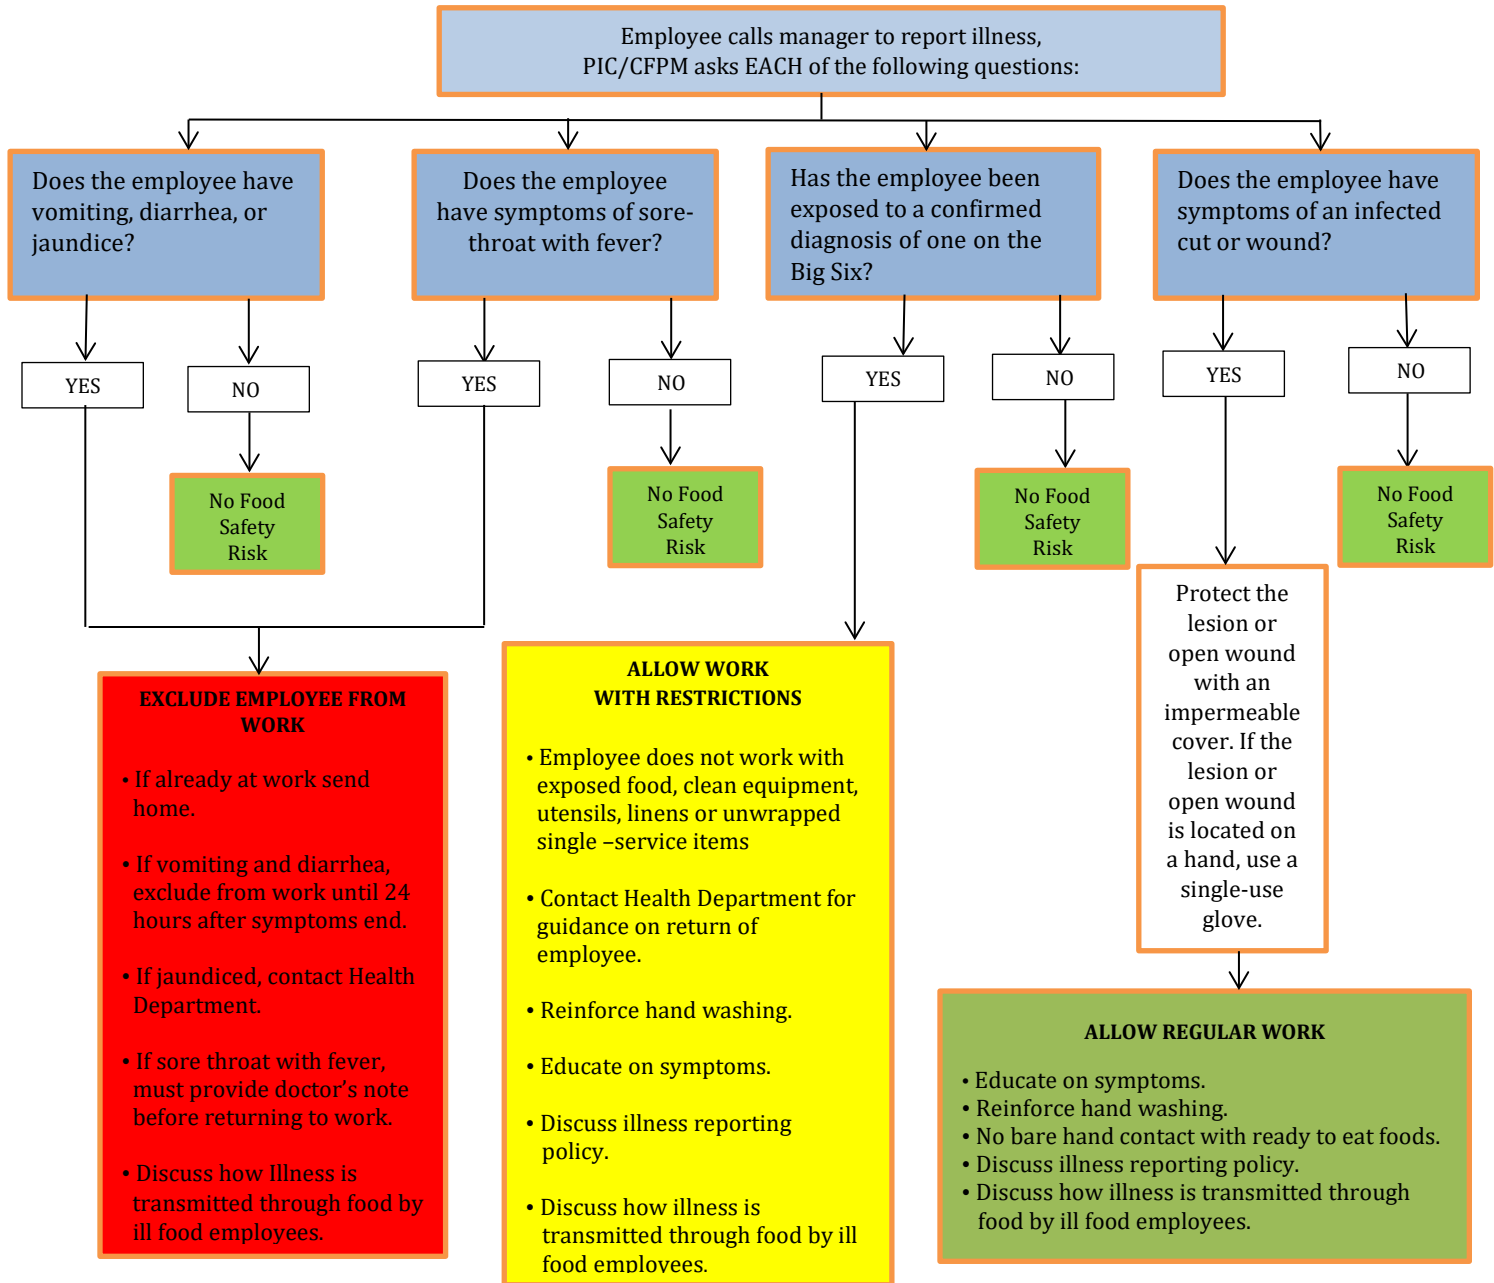 Employee calls manager to report illness,
PIC/CFPM asks EACH of the following questions:
Does the employee have
vomiting, diarrhea, or
jaundice?
Does the employee
have symptoms of sore-
throat with fever?
Has the employee been
exposed to a confirmed
diagnosis of one on the
Big Six?
Does the employee have
symptoms of an infected
cut or wound?
YES
NO
YES
NO
YES
NO
YES
NO
No Food
Safety
Risk
No Food
Safety
Risk
No Food
Safety
Risk
No Food
Safety
Risk
EXCLUDE EMPLOYEE FROM
WORK
• If already at work send
home.
• If vomiting and diarrhea,
exclude from work until 24
hours after symptoms end.
• If jaundiced, contact Health
Department.
• If sore throat with fever,
must provide doctor’s note
before returning to work.
• Discuss how Illness is
transmitted through food by
ill food employees.
ALLOW WORK
WITH RESTRICTIONS
• Employee does not work with
exposed food, clean equipment,
utensils, linens or unwrapped
single –service items
• Contact Health Department for
guidance on return of
employee.
• Reinforce hand washing.
• Educate on symptoms.
• Discuss illness reporting
policy.
• Discuss how illness is
transmitted through food by ill
food employees.
Protect the
lesion or
open wound
with an
impermeable
cover. If the
lesion or
open wound
is located on
a hand, use a
single-use
glove.
ALLOW REGULAR WORK
• Educate on symptoms.
• Reinforce hand washing.
• No bare hand contact with ready to eat foods.
• Discuss illness reporting policy.
• Discuss how illness is transmitted through
food by ill food employees.